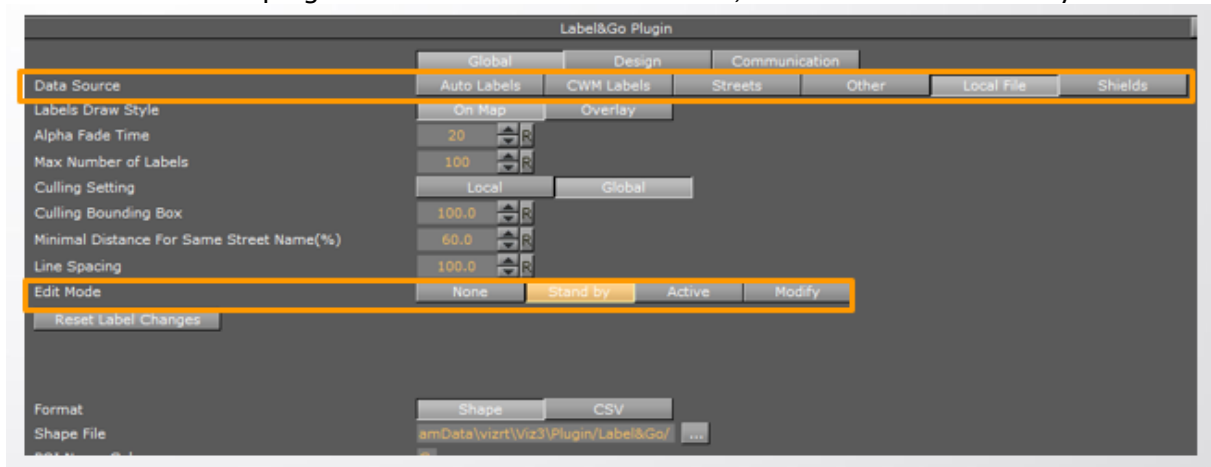 Label&Go Plugin
Global Design Communication
Data Source Auto Labels CWM Labels Streets Other Local File Shields
Labels Draw Style On Map Overlay
Alpha Fade Time 20 R
Max Number of Labels 100 R
Culling Setting Local Global
Culling Bounding Box 100.0 R
Minimal Distance For Same Street Name(%) 60.0 R
Line Spacing 100.0 R
Edit Mode None Stand by Active Modify
Reset Label Changes
Format Shape CSV
Shape File amData\vizrt\Viz3\Plugin/Label&Go/ ...